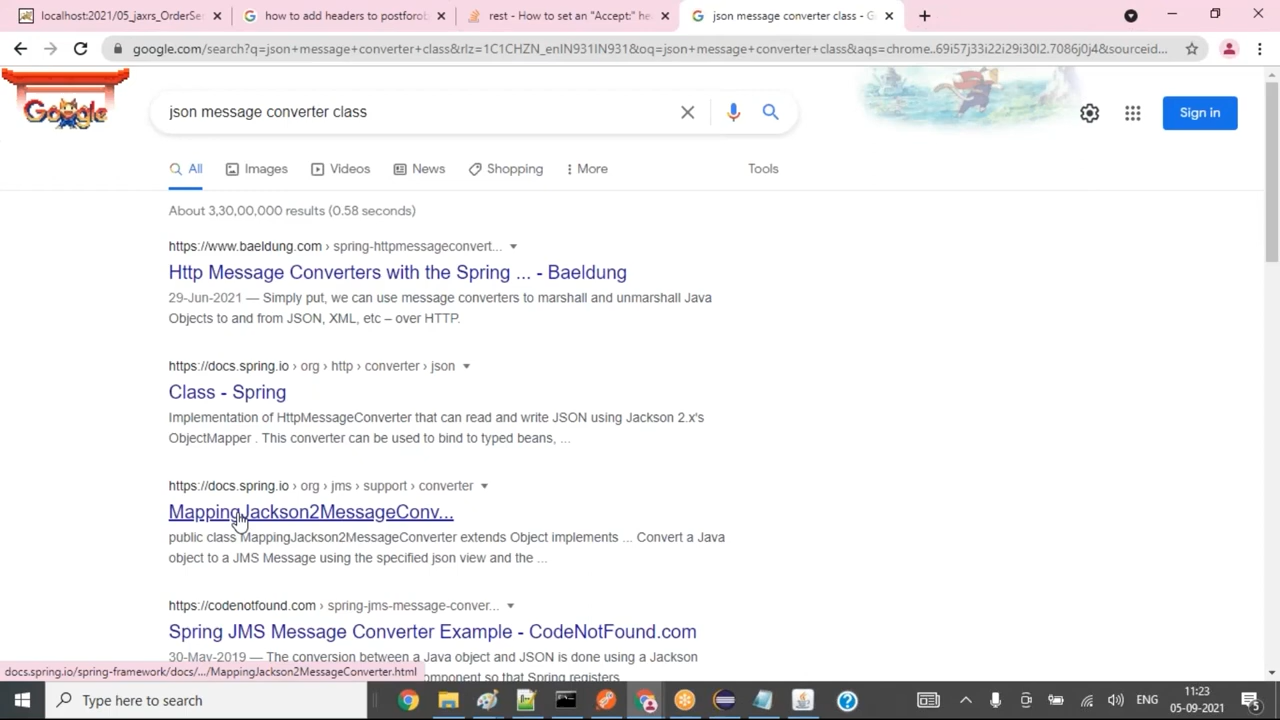 localhost:2021/05_jaxrs_OrderSe
how to add headers to postforob
rest - How to set an "Accept:" he
json message converter class - G
google.com/search?q=json+message+converter+class&rlz=1C1CHZN_enIN931IN931&oq=json+message+converter+class&aqs=chrome..69i57j33i22i29i30l2.7086j0j4&sourceid...
Google
json message converter class
Sign in
All
Images
Videos
News
Shopping
More
Tools
About 3,30,00,000 results (0.58 seconds)
https://www.baeldung.com › spring-httpmessageconvert...
Http Message Converters with the Spring ... - Baeldung
29-Jun-2021 — Simply put, we can use message converters to marshall and unmarshall Java
Objects to and from JSON, XML, etc – over HTTP.
https://docs.spring.io › org › http › converter › json
Class - Spring
Implementation of HttpMessageConverter that can read and write JSON using Jackson 2.x's
ObjectMapper . This converter can be used to bind to typed beans, ...
https://docs.spring.io › org › jms › support › converter
MappingJackson2MessageConv...
public class MappingJackson2MessageConverter extends Object implements ... Convert a Java
object to a JMS Message using the specified json view and the ...
https://codenotfound.com › spring-jms-message-conver...
Spring JMS Message Converter Example - CodeNotFound.com
30-May-2019 — The conversion between a Java object and JSON is done using a Jackson
component so that Spring registers
docs.spring.io/spring-framework/docs/.../MappingJackson2MessageConverter.html
Type here to search
ENG
11:23
05-09-2021
5